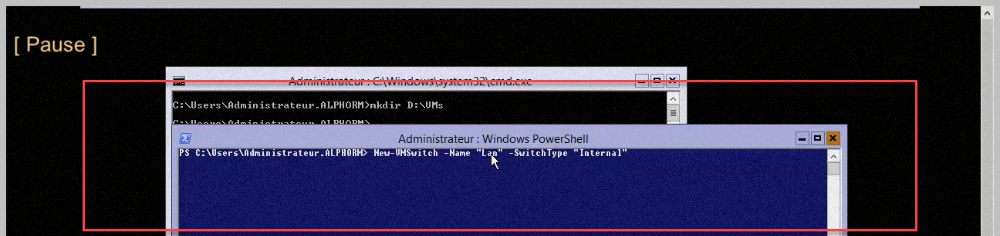 [ Pause ]
Administrateur : C:\Windows\system32\cmd.exe
C:\Users\Administrateur.ALPHORM>mkdir D:\VMs
C:\Users\Administrateur.ALPHORM>
Administrateur : Windows PowerShell
PS C:\Users\Administrateur.ALPHORM> New-VMSwitch -Name "Lan" -SwitchType "Internal"